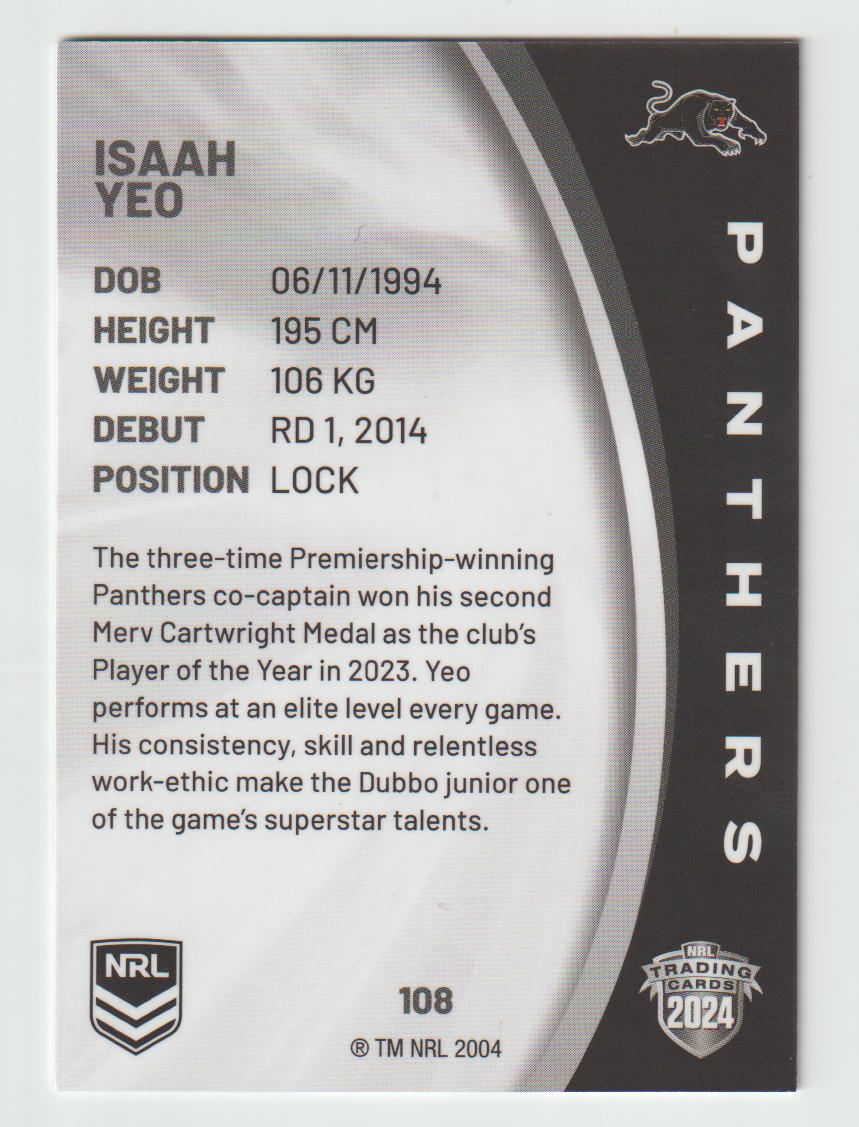 ISAAH
YEO
DOB 06/11/1994
HEIGHT 195 CM
WEIGHT 106 KG
DEBUT RD 1, 2014
POSITION LOCK
The three-time Premiership-winning
Panthers co-captain won his second
Merv Cartwright Medal as the club's
Player of the Year in 2023. Yeo
performs at an elite level every game.
His consistency, skill and relentless
work-ethic make the Dubbo junior one
of the game's superstar talents.
NRL
108
® TM NRL 2004
PANTHERS
NRL
TRADING
CARDS
2024